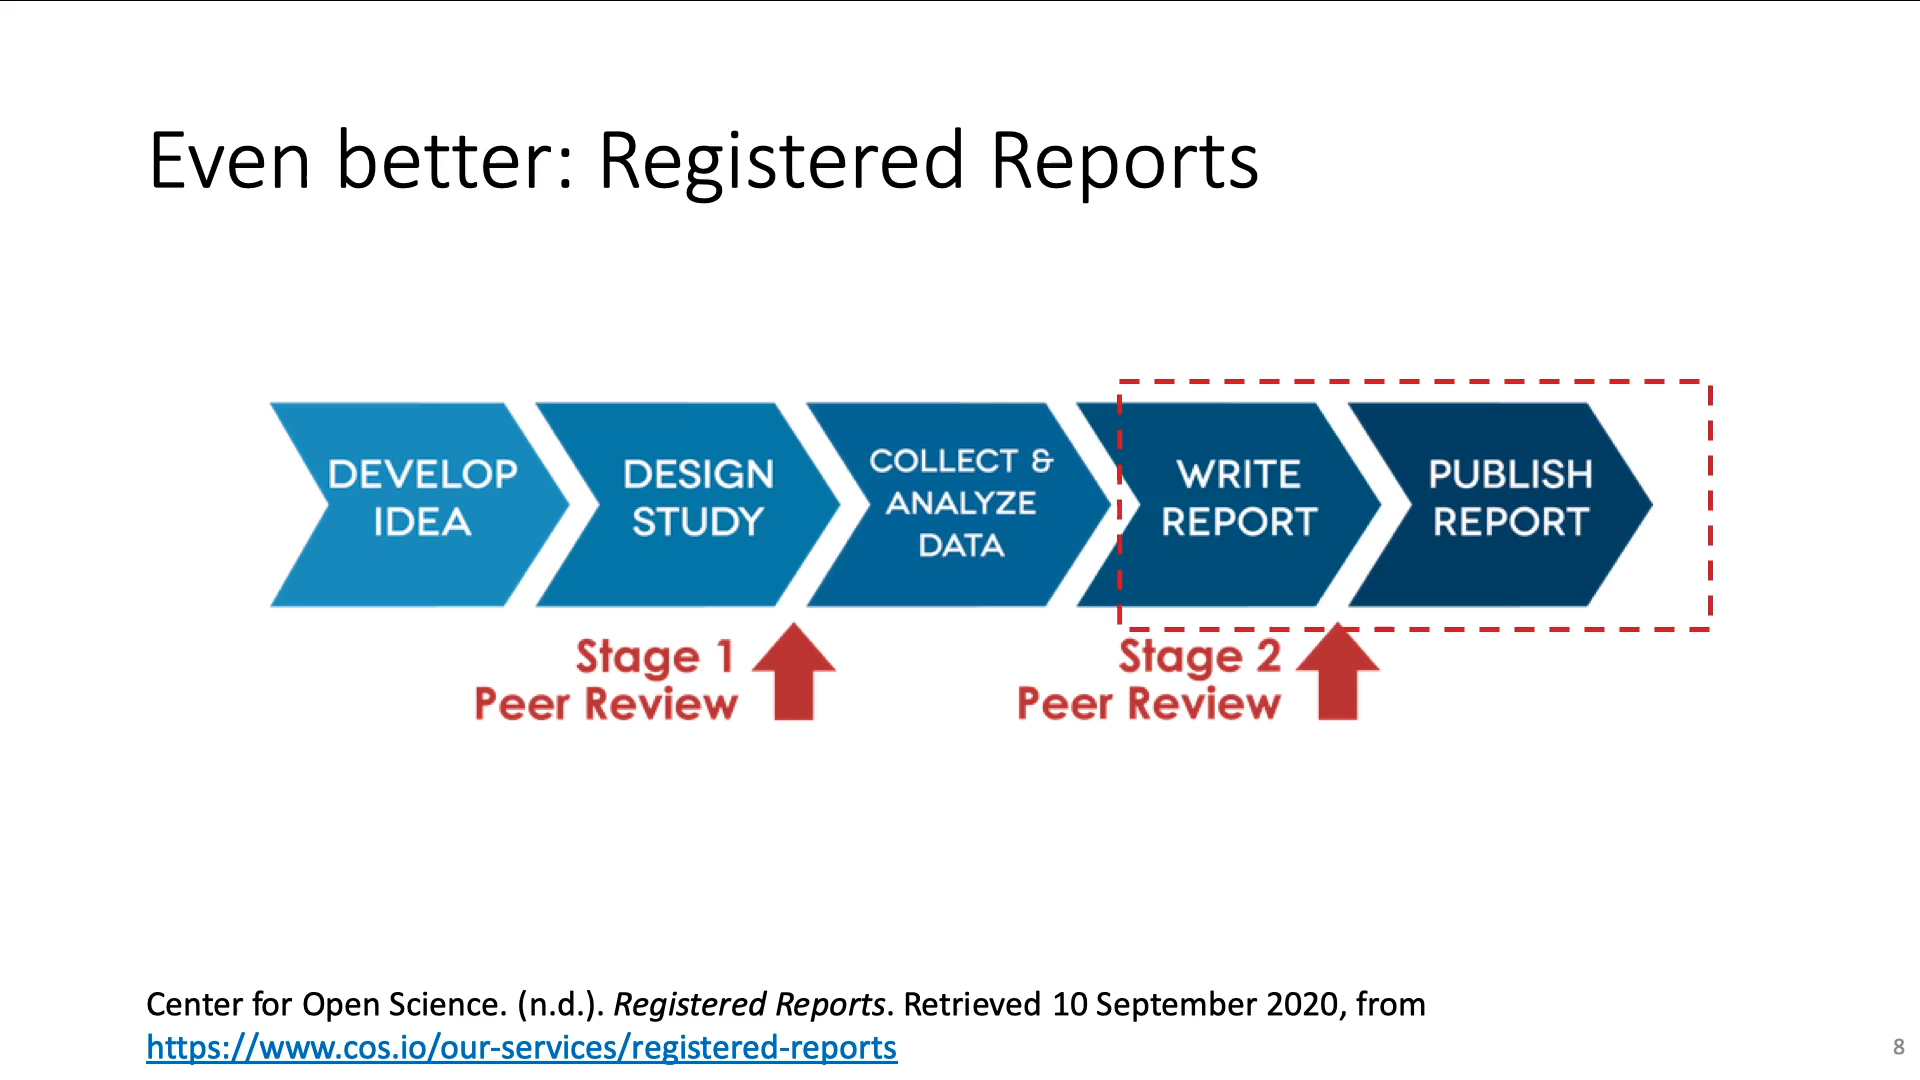 Even better: Registered Reports
DEVELOP
IDEA
DESIGN
STUDY
COLLECT &
ANALYZE
DATA
WRITE
REPORT
PUBLISH
REPORT
Stage 1
Peer Review
Stage 2
Peer Review
Center for Open Science. (n.d.). Registered Reports. Retrieved 10 September 2020, from
https://www.cos.io/our-services/registered-reports
8